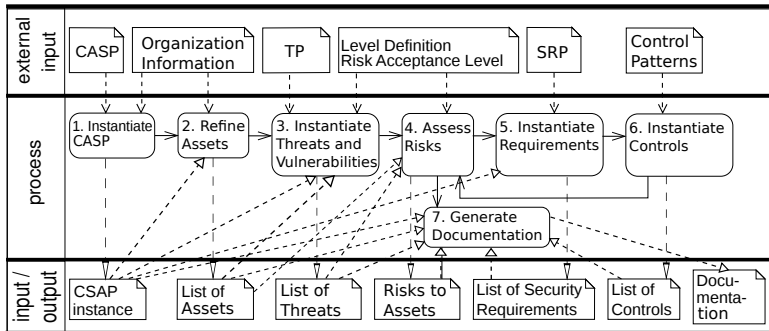 external
input
CASP
Organization
Information
TP
Level Definition
Risk Acceptance Level
SRP
Control
Patterns
process
1. Instantiate
CASP
2. Refine
Assets
3. Instantiate
Threats and
Vulnerabilities
4. Assess
Risks
5. Instantiate
Requirements
6. Instantiate
Controls
7. Generate
Documentation
input /
output
CSAP
instance
List of
Assets
List of
Threats
Risks to
Assets
List of Security
Requirements
List of
Controls
Docu-
menta-
tion